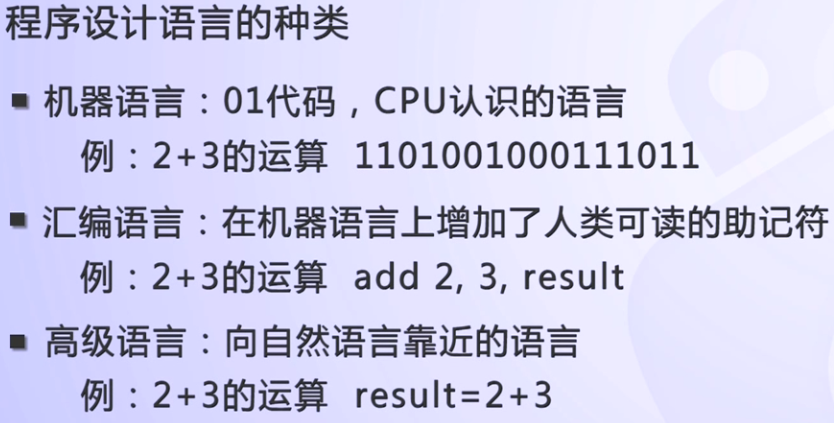 程序设计语言的种类
■ 机器语言：01代码，CPU认识的语言
例：2+3的运算 1101001000111011
■ 汇编语言：在机器语言上增加了人类可读的助记符
例：2+3的运算 add 2, 3, result
■ 高级语言：向自然语言靠近的语言
例：2+3的运算 result=2+3